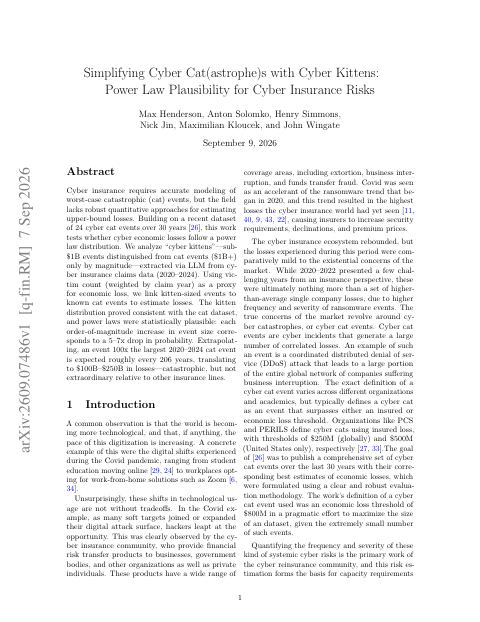 Simplifying Cyber Cat(astrophe)s with Cyber Kittens:
Power Law Plausibility for Cyber Insurance Risks
Max Henderson, Anton Solomko, Henry Simmons,
Nick Jin, Maximilian Kloucek, and John Wingate
September 9, 2026
arXiv:2609.07486v1 [q-fin.RM] 7 Sep 2026
Abstract
Cyber insurance requires accurate modeling of
worst-case catastrophic (cat) events, but the field
lacks robust quantitative approaches for estimating
upper-bound losses. Building on a recent dataset
of 24 cyber cat events over 30 years [26], this work
tests whether cyber economic losses follow a power
law distribution. We analyze "cyber kittens"—sub-
$1B events distinguished from cat events ($1B+)
only by magnitude—extracted via LLM from cy-
ber insurance claims data (2020–2024). Using vic-
tim count (weighted by claim year) as a proxy
for economic loss, we link kitten-sized events to
known cat events to estimate losses. The kitten
distribution proved consistent with the cat dataset,
and power laws were statistically plausible: each
order-of-magnitude increase in event size corre-
sponds to a 5–7x drop in probability. Extrapolat-
ing, an event 100x the largest 2020–2024 cat event
is expected roughly every 206 years, translating
to $100B–$250B in losses—catastrophic, but not
extraordinary relative to other insurance lines.
1 Introduction
A common observation is that the world is becom-
ing more technological, and that, if anything, the
pace of this digitization is increasing. A concrete
example of this were the digital shifts experienced
during the Covid pandemic, ranging from student
education moving online [29, 24] to workplaces opt-
ing for work-from-home solutions such as Zoom [6,
34].
Unsurprisingly, these shifts in technological us-
age are not without tradeoffs. In the Covid ex-
ample, as many soft targets joined or expanded
their digital attack surface, hackers leapt at the
opportunity. This was clearly observed by the cy-
ber insurance community, who provide financial
risk transfer products to businesses, government
bodies, and other organizations as well as private
individuals. These products have a wide range of
coverage areas, including extortion, business inter-
ruption, and funds transfer fraud. Covid was seen
as an accelerant of the ransomware trend that be-
gan in 2020, and this trend resulted in the highest
losses the cyber insurance world had yet seen [11,
40, 9, 43, 22], causing insurers to increase security
requirements, declinations, and premium prices.
The cyber insurance ecosystem rebounded, but
the losses experienced during this period were com-
paratively mild to the existential concerns of the
market. While 2020–2022 presented a few chal-
lenging years from an insurance perspective, these
were ultimately nothing more than a set of higher-
than-average single company losses, due to higher
frequency and severity of ransomware events. The
true concerns of the market revolve around cy-
ber catastrophes, or cyber cat events. Cyber cat
events are cyber incidents that generate a large
number of correlated losses. An example of such
an event is a coordinated distributed denial of ser-
vice (DDoS) attack that leads to a large portion
of the entire global network of companies suffering
business interruption. The exact definition of a
cyber cat event varies across different organizations
and academics, but typically defines a cyber cat
as an event that surpasses either an insured or
economic loss threshold. Organizations like PCS
and PERILS define cyber cats using insured loss,
with thresholds of $250M (globally) and $500M
(United States only), respectively [27, 33].The goal
of [26] was to publish a comprehensive set of cyber
cat events over the last 30 years with their corre-
sponding best estimates of economic losses, which
were formulated using a clear and robust evalua-
tion methodology. The work's definition of a cyber
cat event used was an economic loss threshold of
$800M in a pragmatic effort to maximize the size
of an dataset, given the extremely small number
of such events.
Quantifying the frequency and severity of these
kind of systemic cyber risks is the primary work of
the cyber reinsurance community, and this risk es-
timation forms the basis for capacity requirements
1